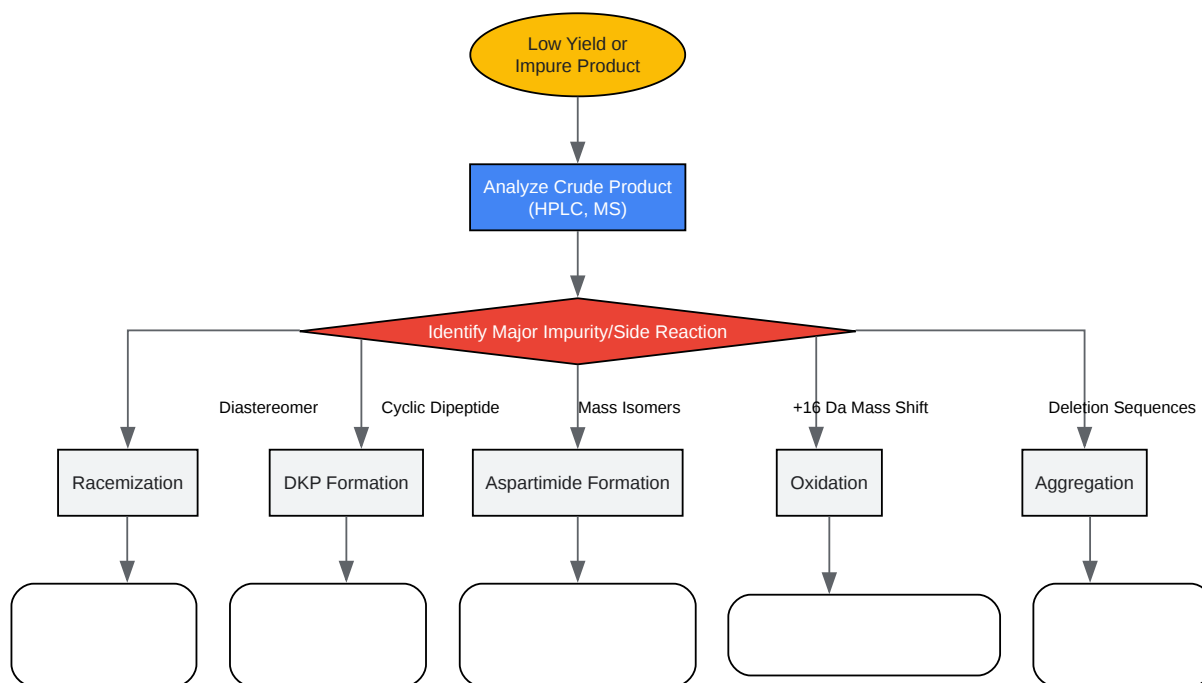 Low Yield or
Impure Product
Analyze Crude Product
(HPLC, MS)
Identify Major Impurity/Side Reaction
Diastereomer
Cyclic Dipeptide
Mass Isomers
+16 Da Mass Shift
Deletion Sequences
Racemization
DKP Formation
Aspartimide Formation
Oxidation
Aggregation